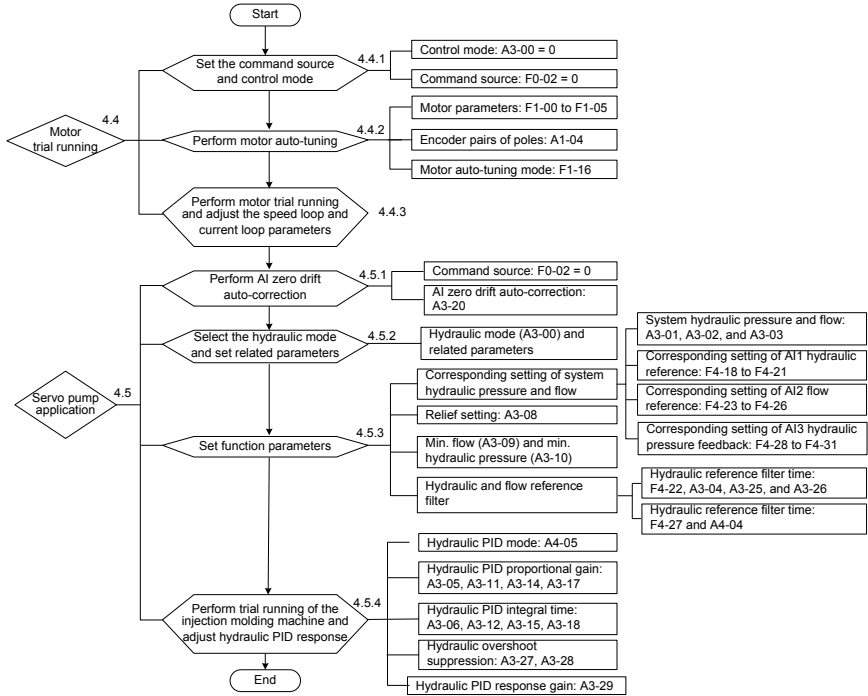 Start
4.4.1
Set the command source
and control mode
Control mode: A3-00 = 0
Command source: F0-02 = 0
4.4
Motor
trial running
4.4.2
Perform motor auto-tuning
Motor parameters: F1-00 to F1-05
Encoder pairs of poles: A1-04
Motor auto-tuning mode: F1-16
Perform motor trial running
and adjust the speed loop and
current loop parameters
4.4.3
4.5.1
Perform AI zero drift
auto-correction
Command source: F0-02 = 0
AI zero drift auto-correction:
A3-20
4.5.2
Select the hydraulic mode
and set related parameters
Hydraulic mode (A3-00) and
related parameters
4.5
Servo pump
application
4.5.3
Set function parameters
Corresponding setting of system
hydraulic pressure and flow
Relief setting: A3-08
Min. flow (A3-09) and min.
hydraulic pressure (A3-10)
Hydraulic and flow reference
filter
System hydraulic pressure and flow:
A3-01, A3-02, and A3-03
Corresponding setting of AI1 hydraulic
reference: F4-18 to F4-21
Corresponding setting of AI2 flow
reference: F4-23 to F4-26
Corresponding setting of AI3 hydraulic
pressure feedback: F4-28 to F4-31
Hydraulic reference filter time:
F4-22, A3-04, A3-25, and A3-26
Hydraulic reference filter time:
F4-27 and A4-04
4.5.4
Perform trial running of the
injection molding machine and
adjust hydraulic PID response
Hydraulic PID mode: A4-05
Hydraulic PID proportional gain:
A3-05, A3-11, A3-14, A3-17
Hydraulic PID integral time:
A3-06, A3-12, A3-15, A3-18
Hydraulic overshoot
suppression: A3-27, A3-28
Hydraulic PID response gain: A3-29
End